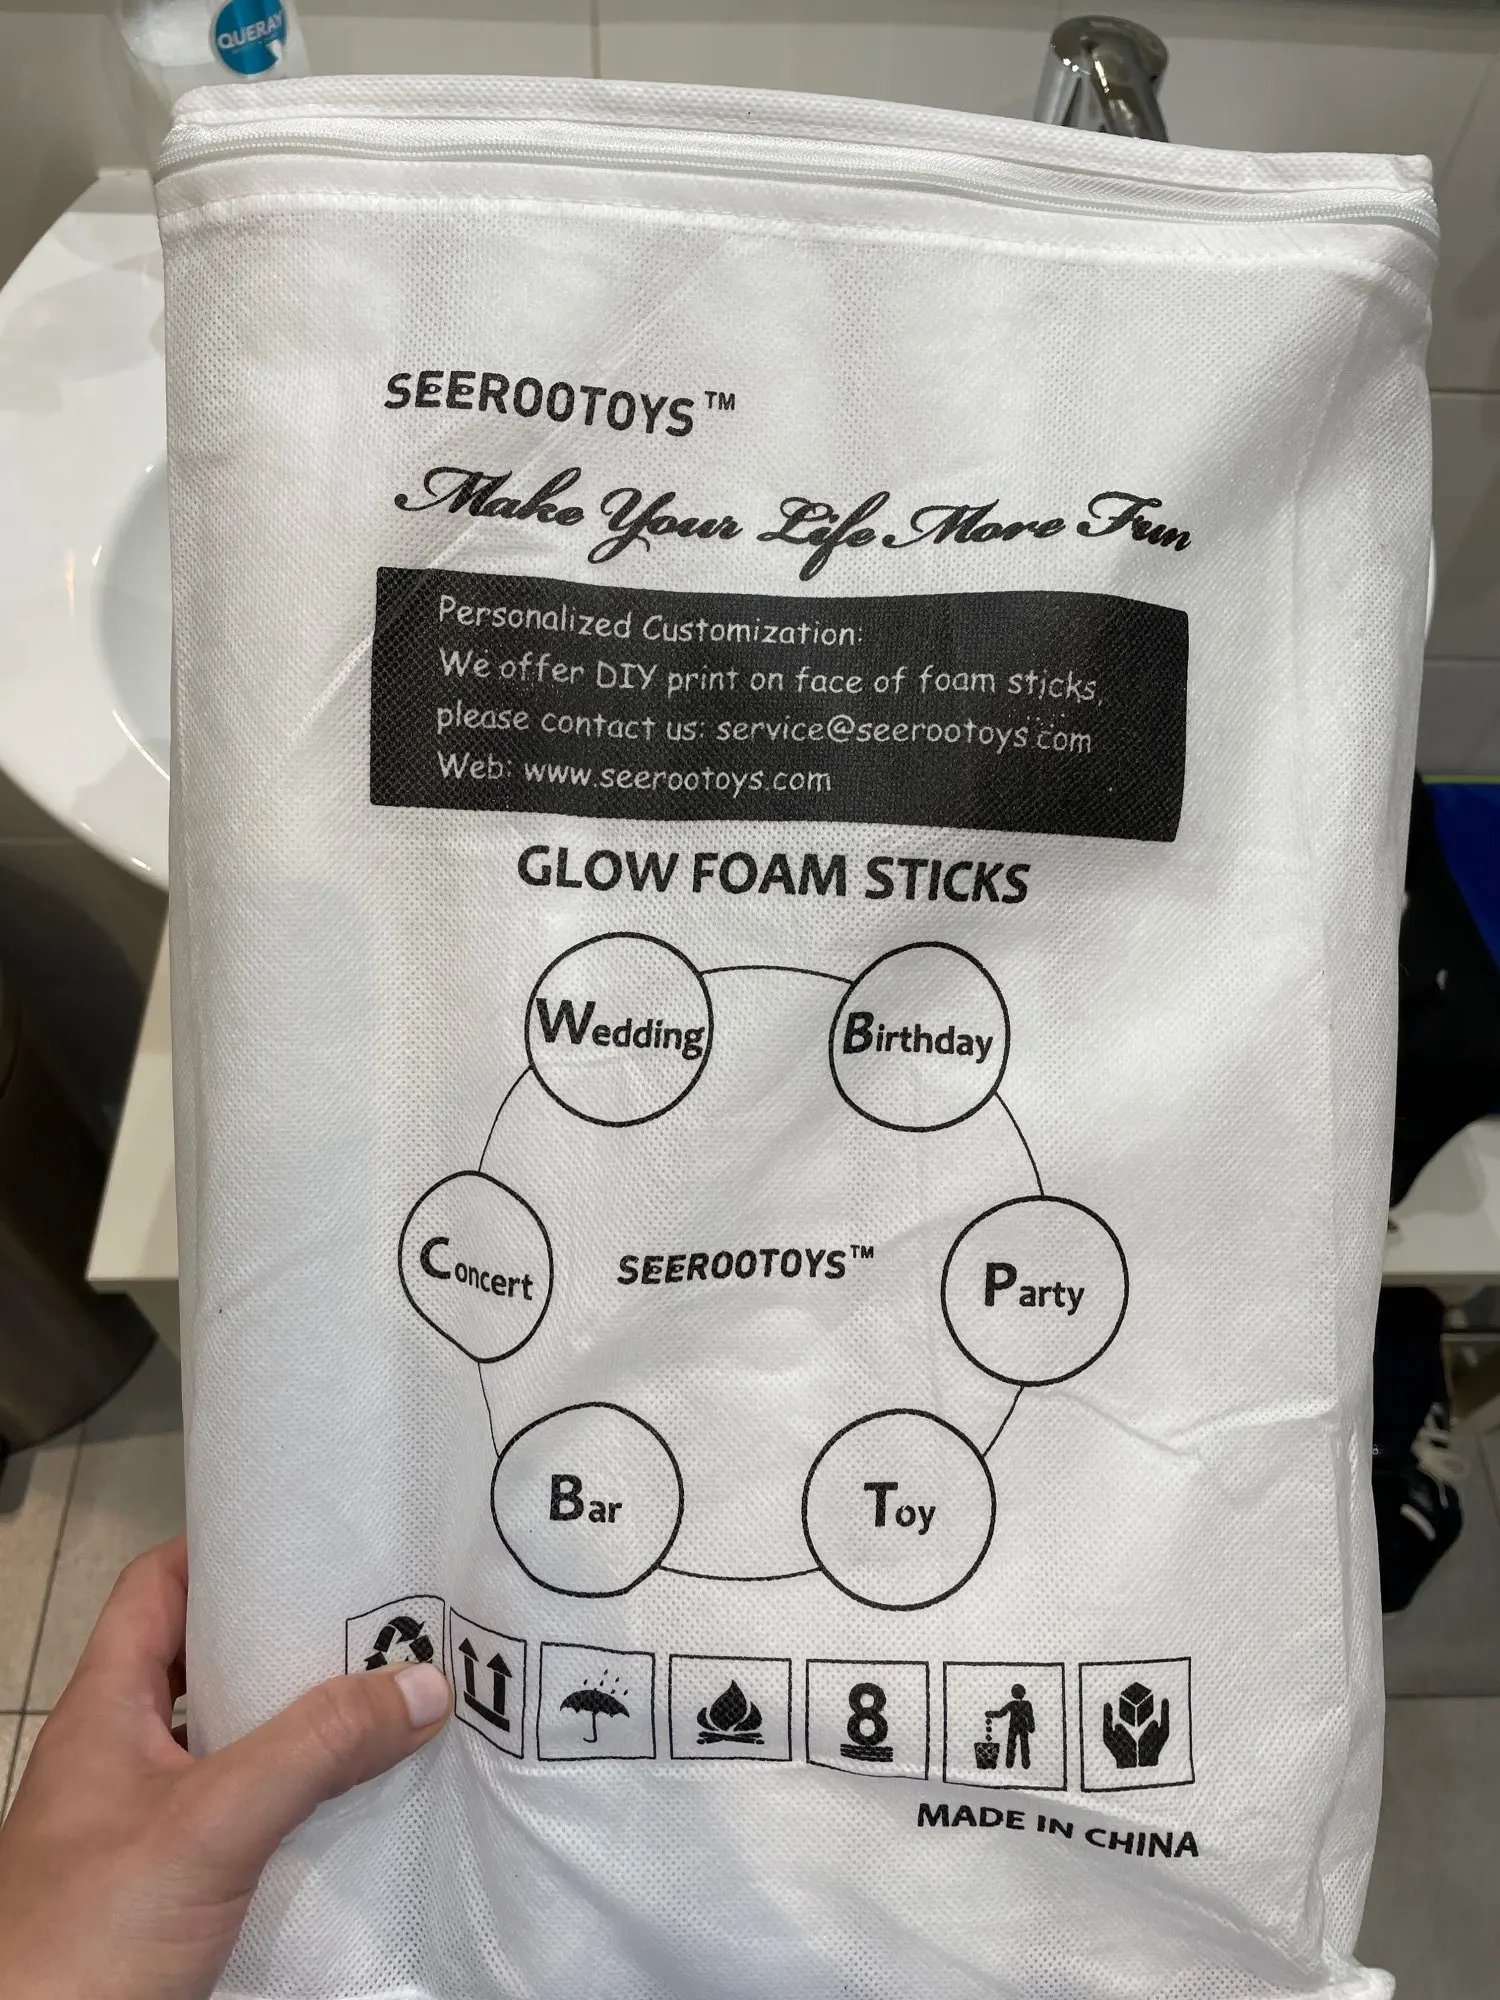 QUERAY
SEEROOTOYS™
Make Your Life More Fun
Personalized Customization:
We offer DIY print on face of foam sticks,
please contact us: service@seerootoys.com
Web: www.seerootoys.com
GLOW FOAM STICKS
Wedding
Birthday
Concert
SEEROOTOYS™
Party
Bar
Toy
8
MADE IN CHINA